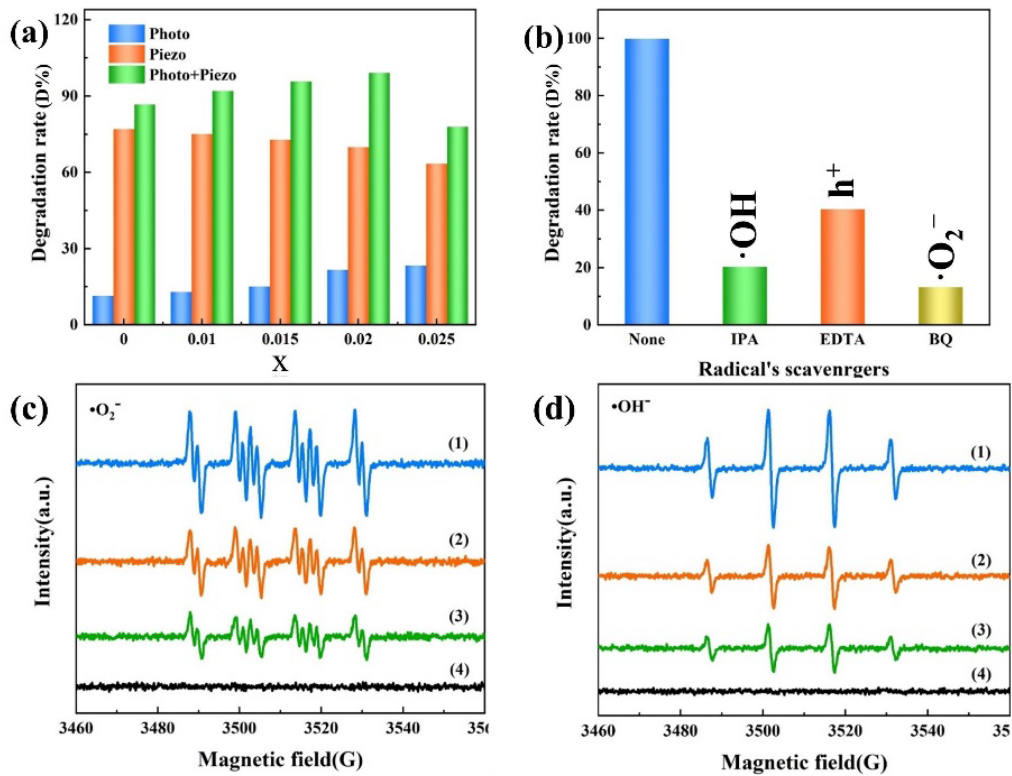 (a)
Photo
Piezo
Photo+Piezo
Degradation rate (D%)
120
90
60
30
0
0 0.01 0.015 0.02 0.025
X
(b)
Degradation rate (D%)
100
80
60
40
20
0
·OH
h⁺
·O₂⁻
None IPA EDTA BQ
Radical's scavenrgers
(c)
•O₂⁻
(1)
(2)
(3)
(4)
Intensity(a.u.)
3460 3480 3500 3520 3540 3560
Magnetic field(G)
(d)
•OH⁻
(1)
(2)
(3)
(4)
Intensity(a.u.)
3460 3480 3500 3520 3540 35
Magnetic field(G)